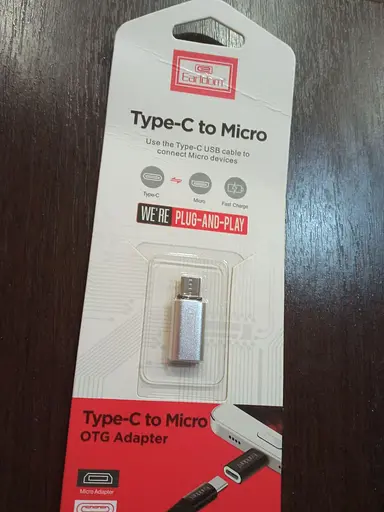 Earldom
Type-C to Micro
Use the Type-C USB cable to
connect Micro devices
Type-C
Micro
Fast Charge
WE'RE PLUG-AND-PLAY
Type-C to Micro
OTG Adapter
Micro Adapter